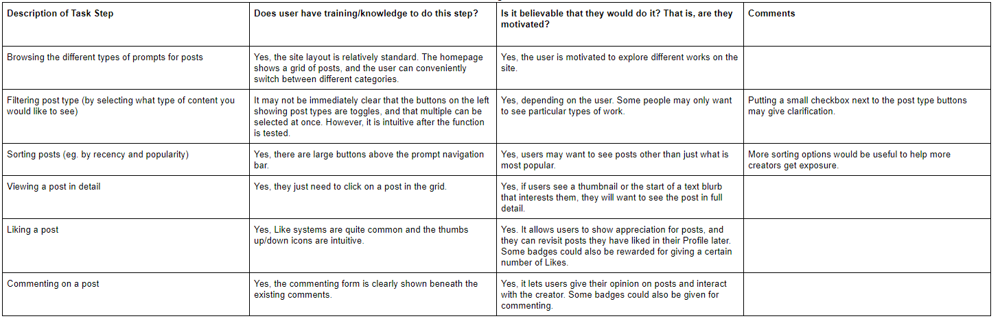 Description of Task Step
Does user have training/knowledge to do this step?
Is it believable that they would do it? That is, are they
motivated?
Comments
Browsing the different types of prompts for posts
Yes, the site layout is relatively standard. The homepage
shows a grid of posts, and the user can conveniently
switch between different categories.
Yes, the user is motivated to explore different works on the
site.
Filtering post type (by selecting what type of content you
would like to see)
It may not be immediately clear that the buttons on the left
showing post types are toggles, and that multiple can be
selected at once. However, it is intuitive after the function
is tested.
Yes, depending on the user. Some people may only want
to see particular types of work.
Putting a small checkbox next to the post type buttons
may give clarification.
Sorting posts (eg. by recency and popularity)
Yes, there are large buttons above the prompt navigation
bar.
Yes, users may want to see posts other than just what is
most popular.
More sorting options would be useful to help more
creators get exposure.
Viewing a post in detail
Yes, they just need to click on a post in the grid.
Yes, if users see a thumbnail or the start of a text blurb
that interests them, they will want to see the post in full
detail.
Liking a post
Yes, Like systems are quite common and the thumbs
up/down icons are intuitive.
Yes. It allows users to show appreciation for posts, and
they can revisit posts they have liked in their Profile later.
Some badges could also be rewarded for giving a certain
number of Likes.
Commenting on a post
Yes, the commenting form is clearly shown beneath the
existing comments.
Yes, it lets users give their opinion on posts and interact
with the creator. Some badges could also be given for
commenting.